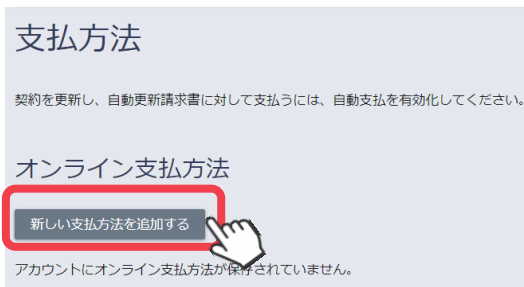 支払方法
契約を更新し、自動更新請求書に対して支払うには、自動支払を有効化してください。
オンライン支払方法
新しい支払方法を追加する
アカウントにオンライン支払方法が保存されていません。